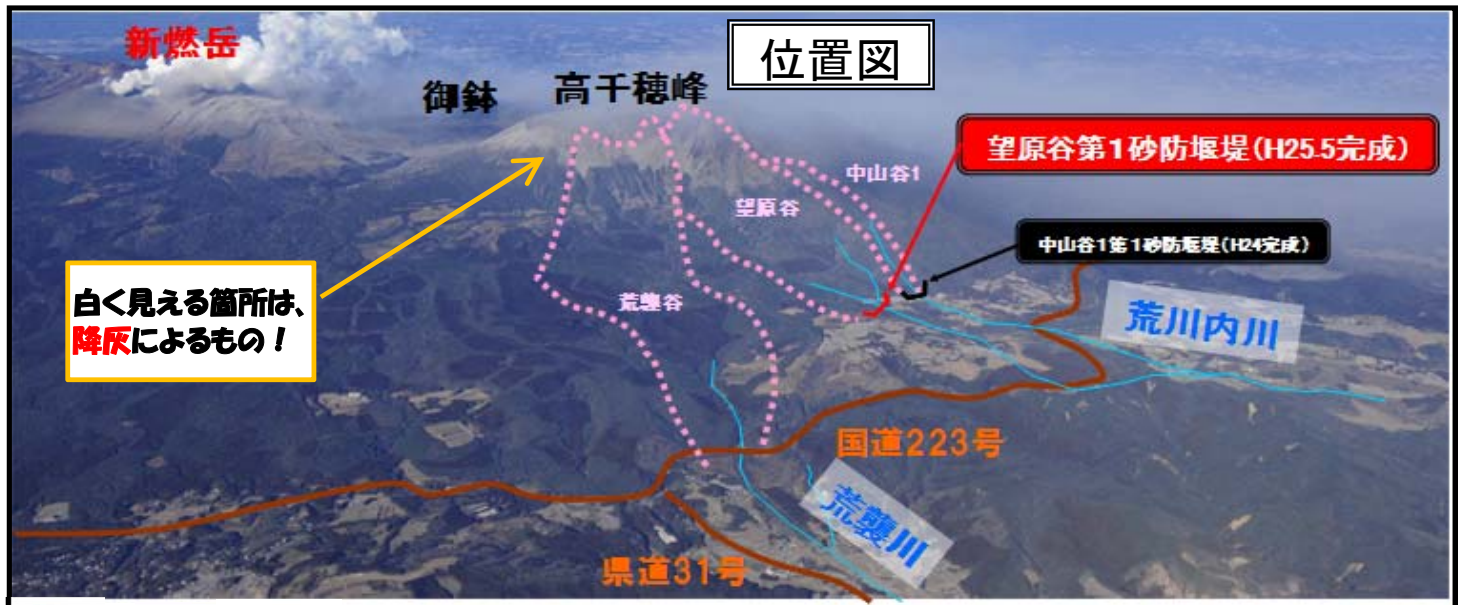 新燃岳
位置図
御鉢
高千穂峰
望原谷第1砂防堰堤(H25.5完成)
中山谷1
望原谷
中山谷1第1砂防堰堤(H24完成)
白く見える箇所は、
降灰によるもの!
荒襲谷
荒川内川
国道223号
荒襲川
県道31号